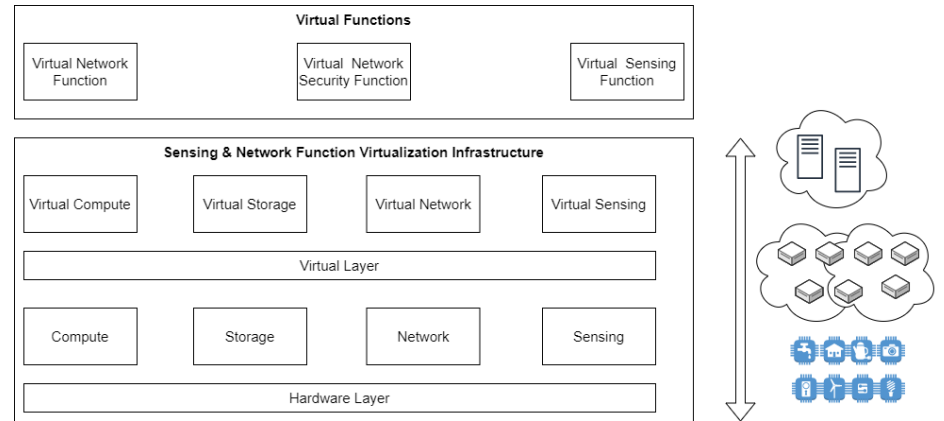 Virtual Functions
Virtual Network
Function
Virtual Network
Security Function
Virtual Sensing
Function
Sensing & Network Function Virtualization Infrastructure
Virtual Compute
Virtual Storage
Virtual Network
Virtual Sensing
Virtual Layer
Compute
Storage
Network
Sensing
Hardware Layer